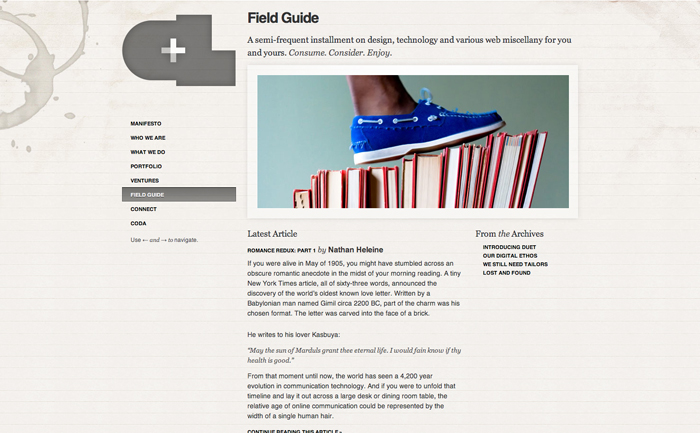 Field Guide
A semi-frequent installment on design, technology and various web miscellany for you
and yours. Consume. Consider. Enjoy.
MANIFESTO
WHO WE ARE
WHAT WE DO
PORTFOLIO
VENTURES
FIELD GUIDE
CONNECT
CODA
Use ← and → to navigate.
Latest Article
ROMANCE REDUX: PART 1 by Nathan Heleine
If you were alive in May of 1905, you might have stumbled across an
obscure romantic anecdote in the midst of your morning reading. A tiny
New York Times article, all of sixty-three words, announced the
discovery of the world's oldest known love letter. Written by a
Babylonian man named Gimil circa 2200 BC, part of the charm was his
chosen format. The letter was carved into the face of a brick.
He writes to his lover Kasbuya:
"May the sun of Marduls grant thee eternal life. I would fain know if thy
health is good."
From that moment until now, the world has seen a 4,200 year
evolution in communication technology. And if you were to unfold that
timeline and lay it out across a large desk or dining room table, the
relative age of online communication could be represented by the
width of a single human hair.
CONTINUE READING THIS ARTICLE »
From the Archives
INTRODUCING DUET
OUR DIGITAL ETHOS
WE STILL NEED TAILORS
LOST AND FOUND